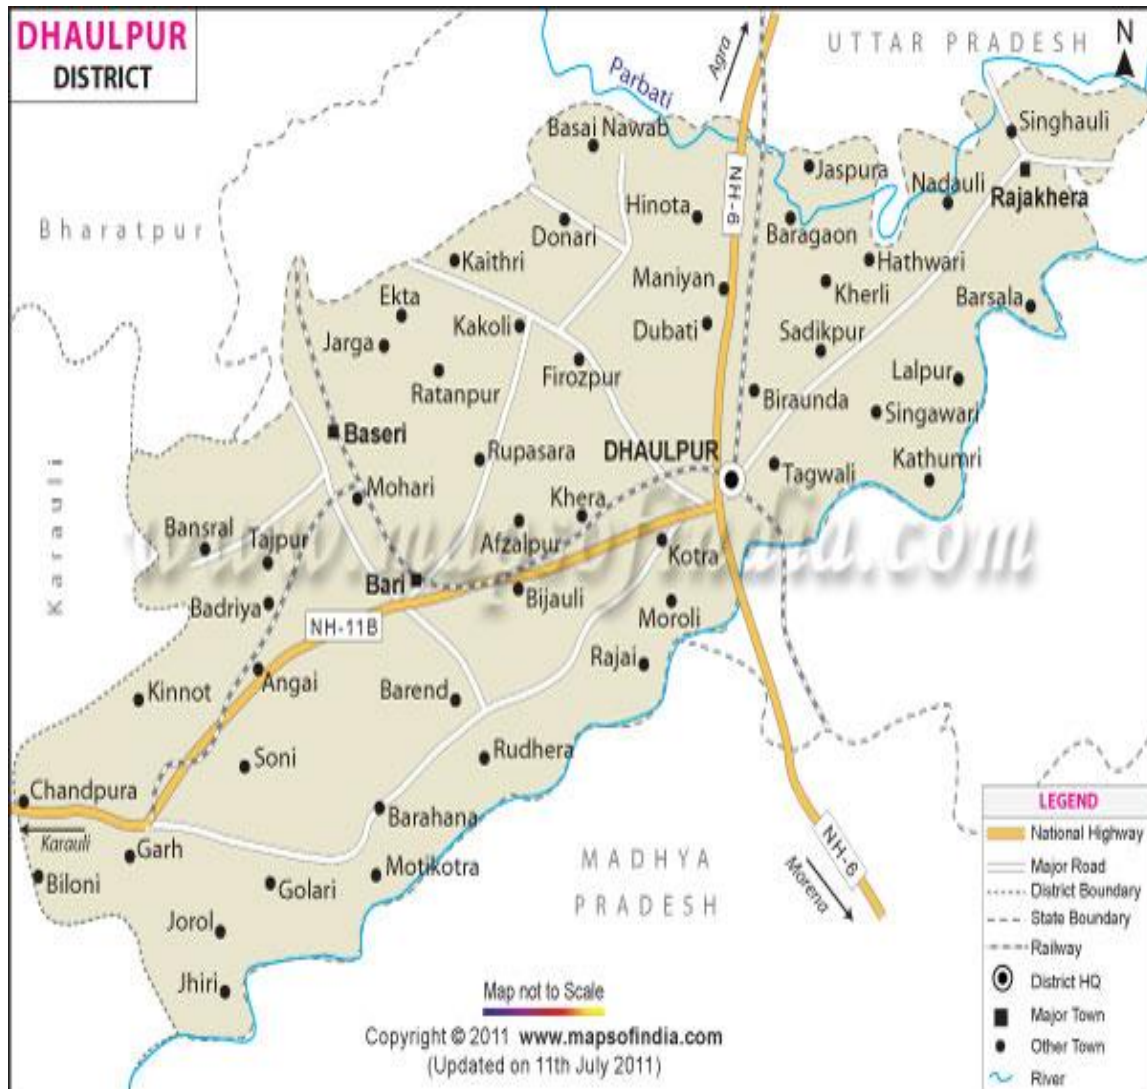 DHAULPUR
DISTRICT
UTTAR PRADESH
N
Agra
Parbati
Singhauli
Basai Nawab
NH-6
Jaspura
Nadauli
Rajakhera
Hinota
Baragaon
Donari
Bharatpur
Kaithri
Hathwari
Maniyan
Kherli
Barsala
Ekta
Kakoli
Dubati
Sadikpur
Jarga
Firozpur
Lalpur
Ratanpur
Biraunda
Singawari
Baseri
Rupasara
DHAULPUR
Tagwali
Kathumri
Karauli
Mohari
Khera
www.mapsofindia.com
Bansral
Tajpur
Afzalpur
Kotra
Bari
Bijauli
Badriya
NH-11B
Moroli
Rajai
Kinnot
Angai
Barend
Soni
Rudhera
Chandpura
Barahana
Karauli
Garh
Motikotra
MADHYA
PRADESH
NH-6
Morena
Biloni
Golari
Jorol
Jhiri
LEGEND
National Highway
Major Road
District Boundary
State Boundary
Railway
District HQ
Major Town
Other Town
River
Map not to Scale
Copyright © 2011 www.mapsofindia.com
(Updated on 11th July 2011)